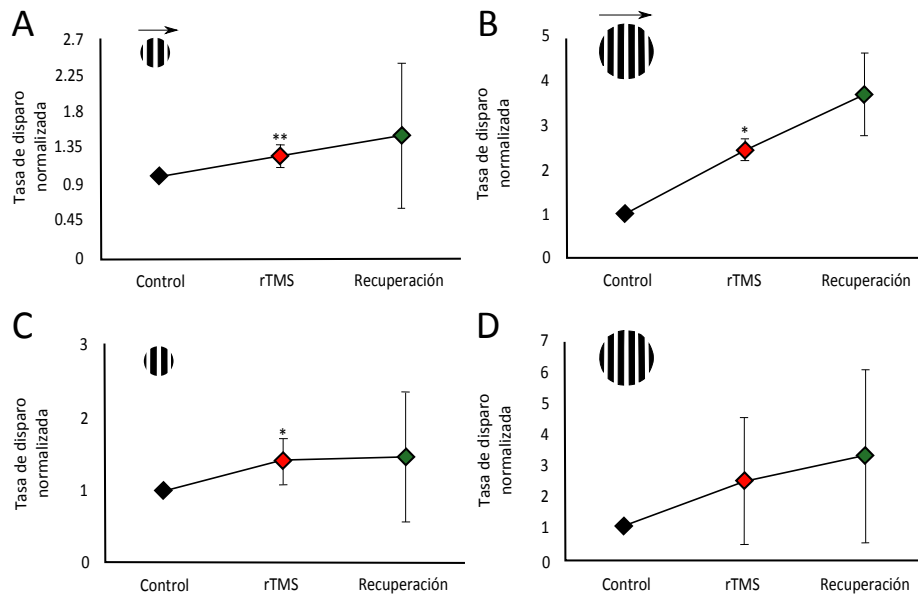 A
Tasa de disparo
normalizada
2.7
2.25
1.8
1.35
0.9
0.45
0
**
Control
rTMS
Recuperación
B
Tasa de disparo
normalizada
5
4
3
2
1
0
*
Control
rTMS
Recuperación
C
Tasa de disparo
normalizada
3
2
1
0
*
Control
rTMS
Recuperación
D
Tasa de disparo
normalizada
7
6
5
4
3
2
1
0
Control
rTMS
Recuperación